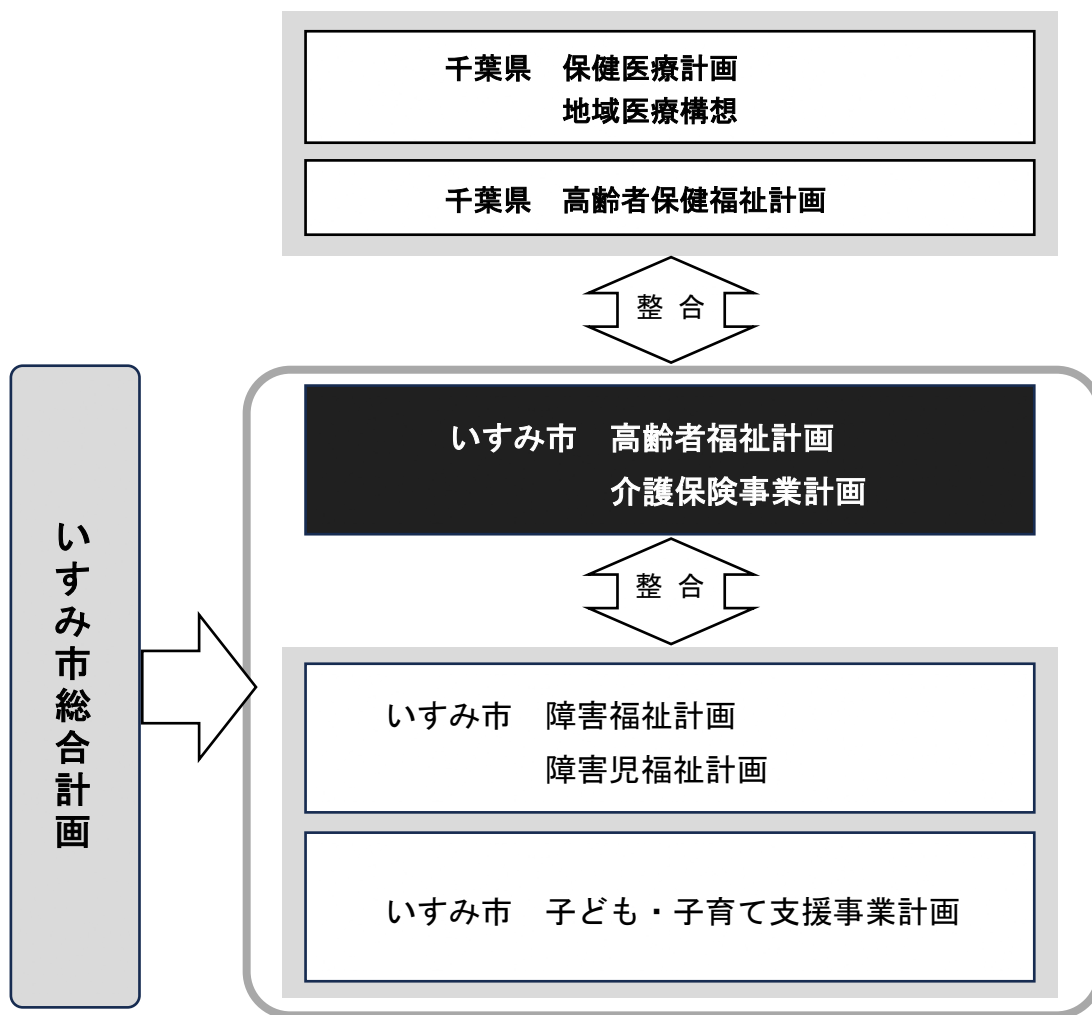 千葉県　保健医療計画
地域医療構想
千葉県　高齢者保健福祉計画
整 合
いすみ市　高齢者福祉計画
介護保険事業計画
整 合
いすみ市総合計画
いすみ市　障害福祉計画
障害児福祉計画
いすみ市　子ども・子育て支援事業計画